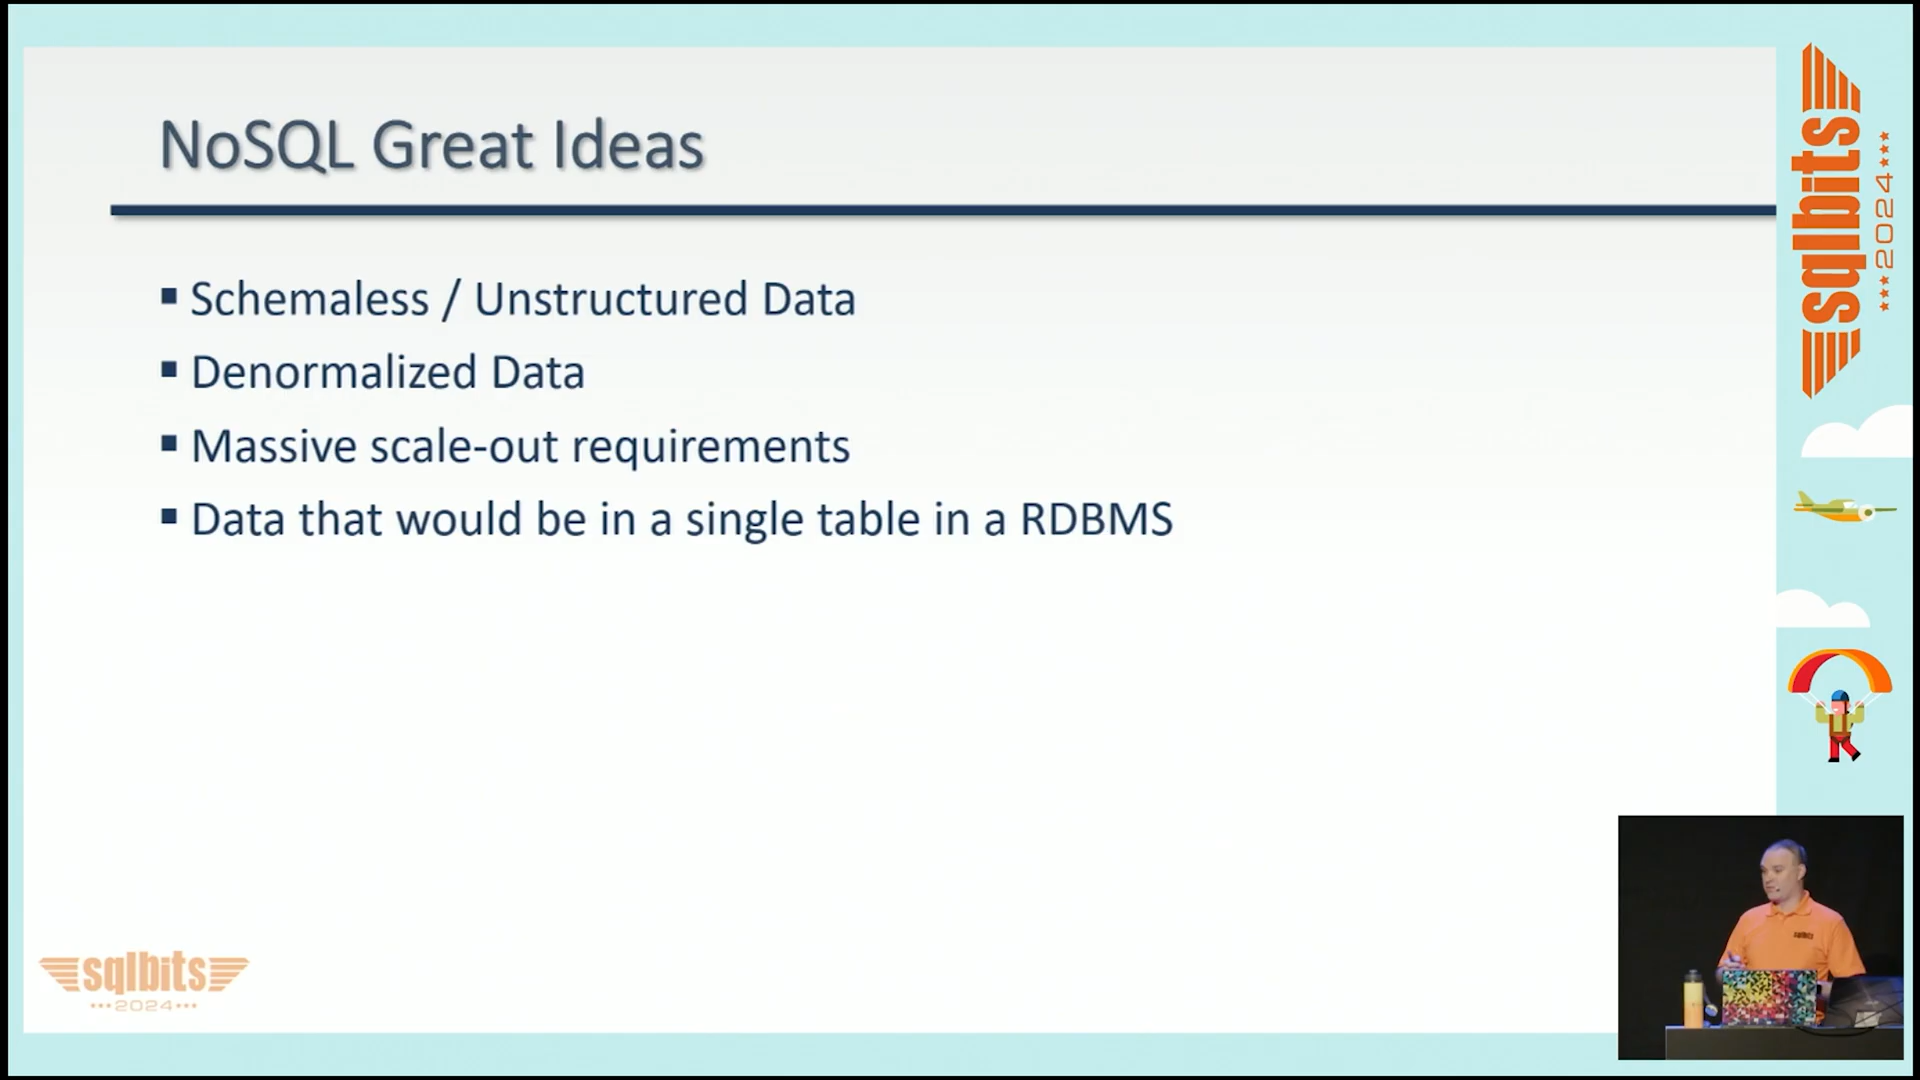 NoSQL Great Ideas
▪ Schemaless / Unstructured Data
▪ Denormalized Data
▪ Massive scale-out requirements
▪ Data that would be in a single table in a RDBMS
sqlbits
2024
sqlbits
2024
sqlbits